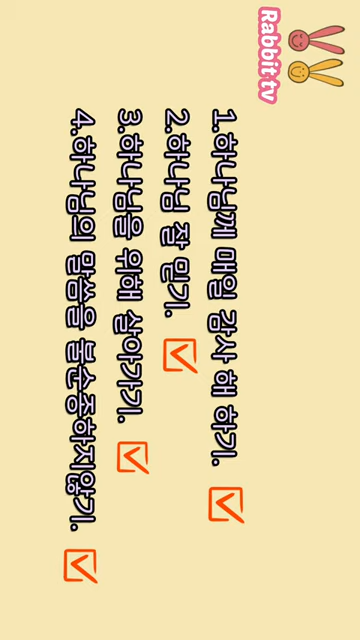 Rabbit tv
1.하나님께 매일 감사 해 하기.
2.하나님 잘 믿기.
3.하나님을 위해 살아가기.
4.하나님의 말씀을 불순종하지않기.